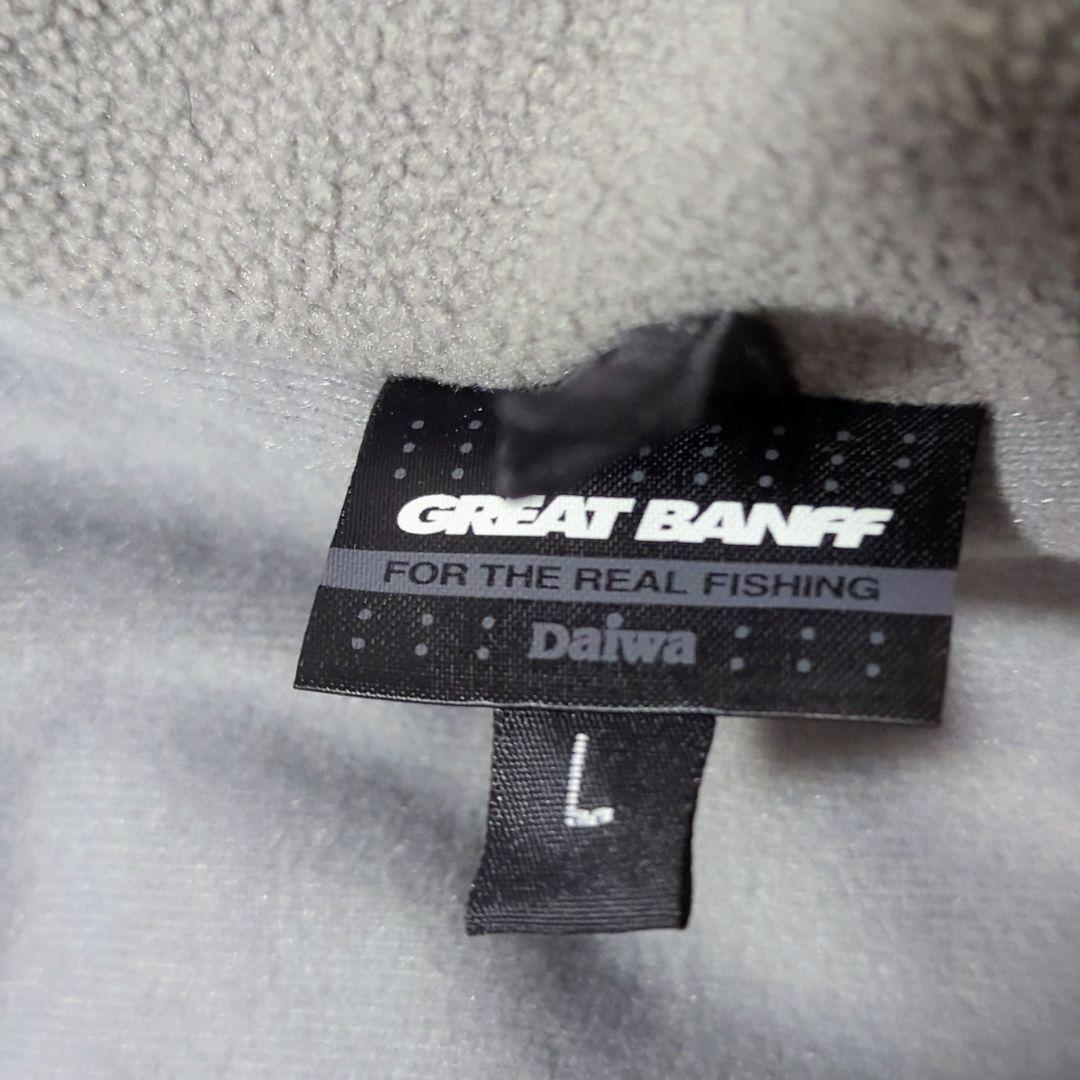 GREAT BANFF
FOR THE REAL FISHING
Daiwa
L